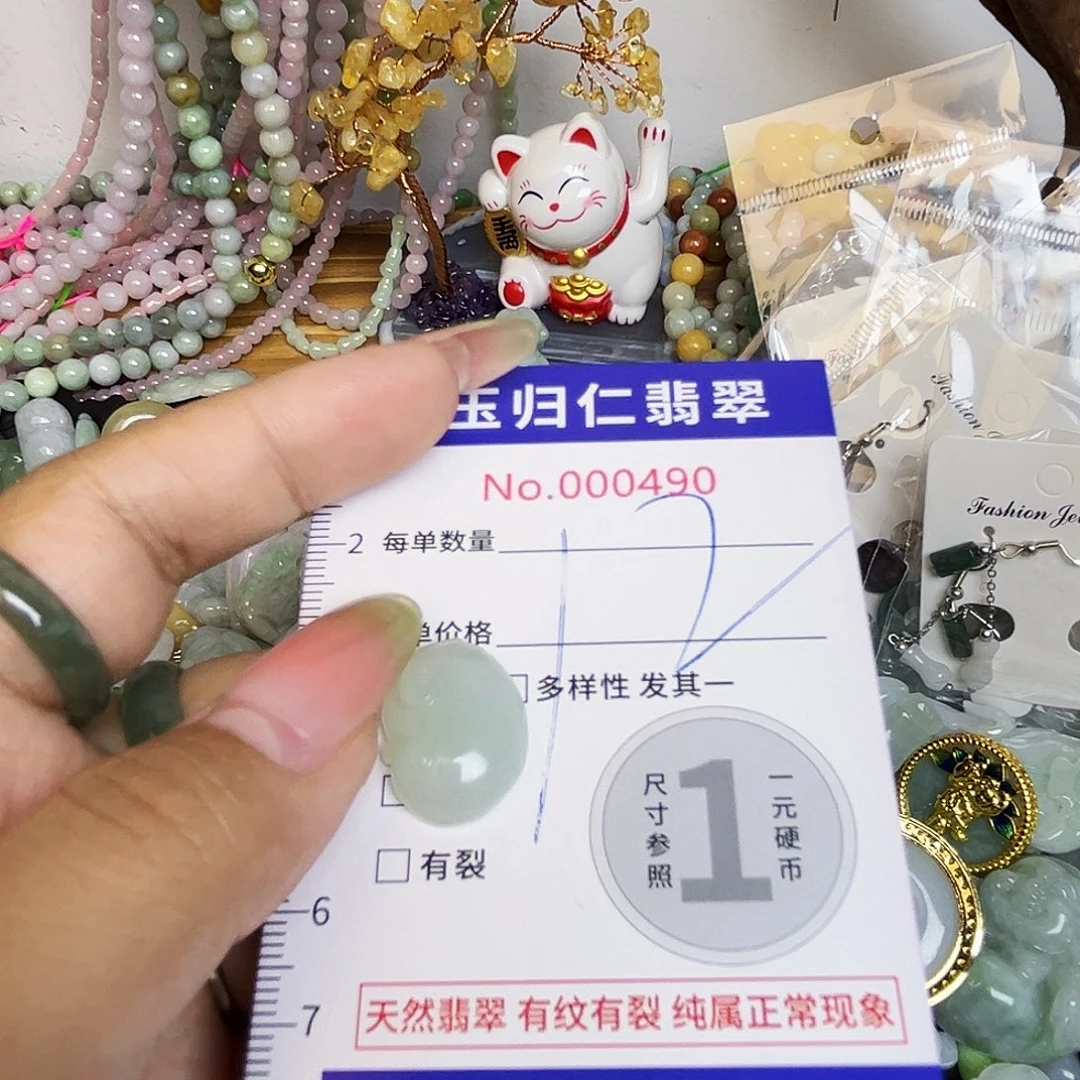 玉归仁翡翠
No.000490
2 每单数量
单价格
12
多样性 发其一
尺寸参照
1
一元硬币
有裂
6
7
天然翡翠 有纹有裂 纯属正常现象
Fashion
Fashion Je